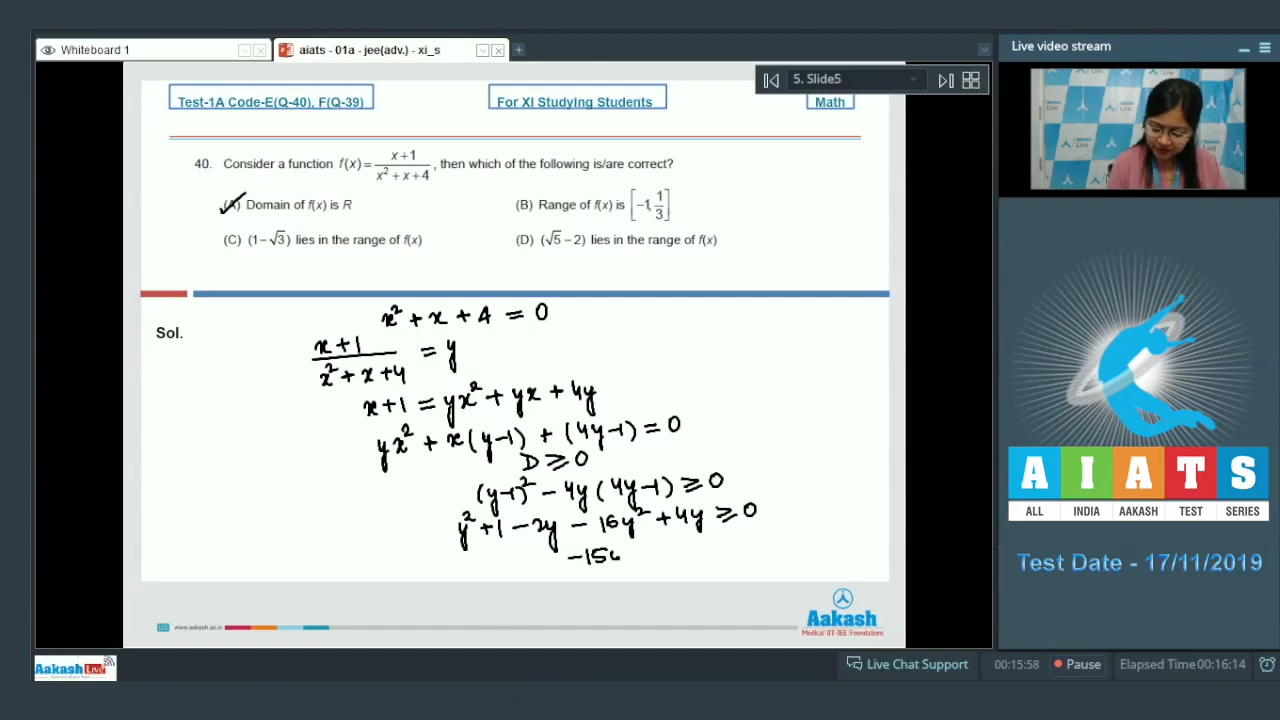 Whiteboard 1
aiats - 01a - jee(adv.) - xi_s
Live video stream
5. Slide5
Test-1A Code-E(Q-40), F(Q-39)
For XI Studying Students
Math
40. Consider a function f(x) = (x+1)/(x² + x + 4), then which of the following is/are correct?
(A) Domain of f(x) is R
(B) Range of f(x) is [-1, 1/3]
(C) (1-√3) lies in the range of f(x)
(D) (√5-2) lies in the range of f(x)
Sol.
x² + x + 4 = 0
(x+1)/(x² + x + 4) = y
x+1 = yx² + yx + 4y
yx² + x(y-1) + (4y-1) = 0
D ≥ 0
(y-1)² - 4y(4y-1) ≥ 0
y² + 1 - 2y - 16y² + 4y ≥ 0
-15
www.aakash.ac.in
Aakash
Medical|IIT-JEE|Foundations
A I A T S
ALL INDIA AAKASH TEST SERIES
Test Date - 17/11/2019
Aakash Live
Live Chat Support
00:15:58
Pause
Elapsed Time 00:16:14